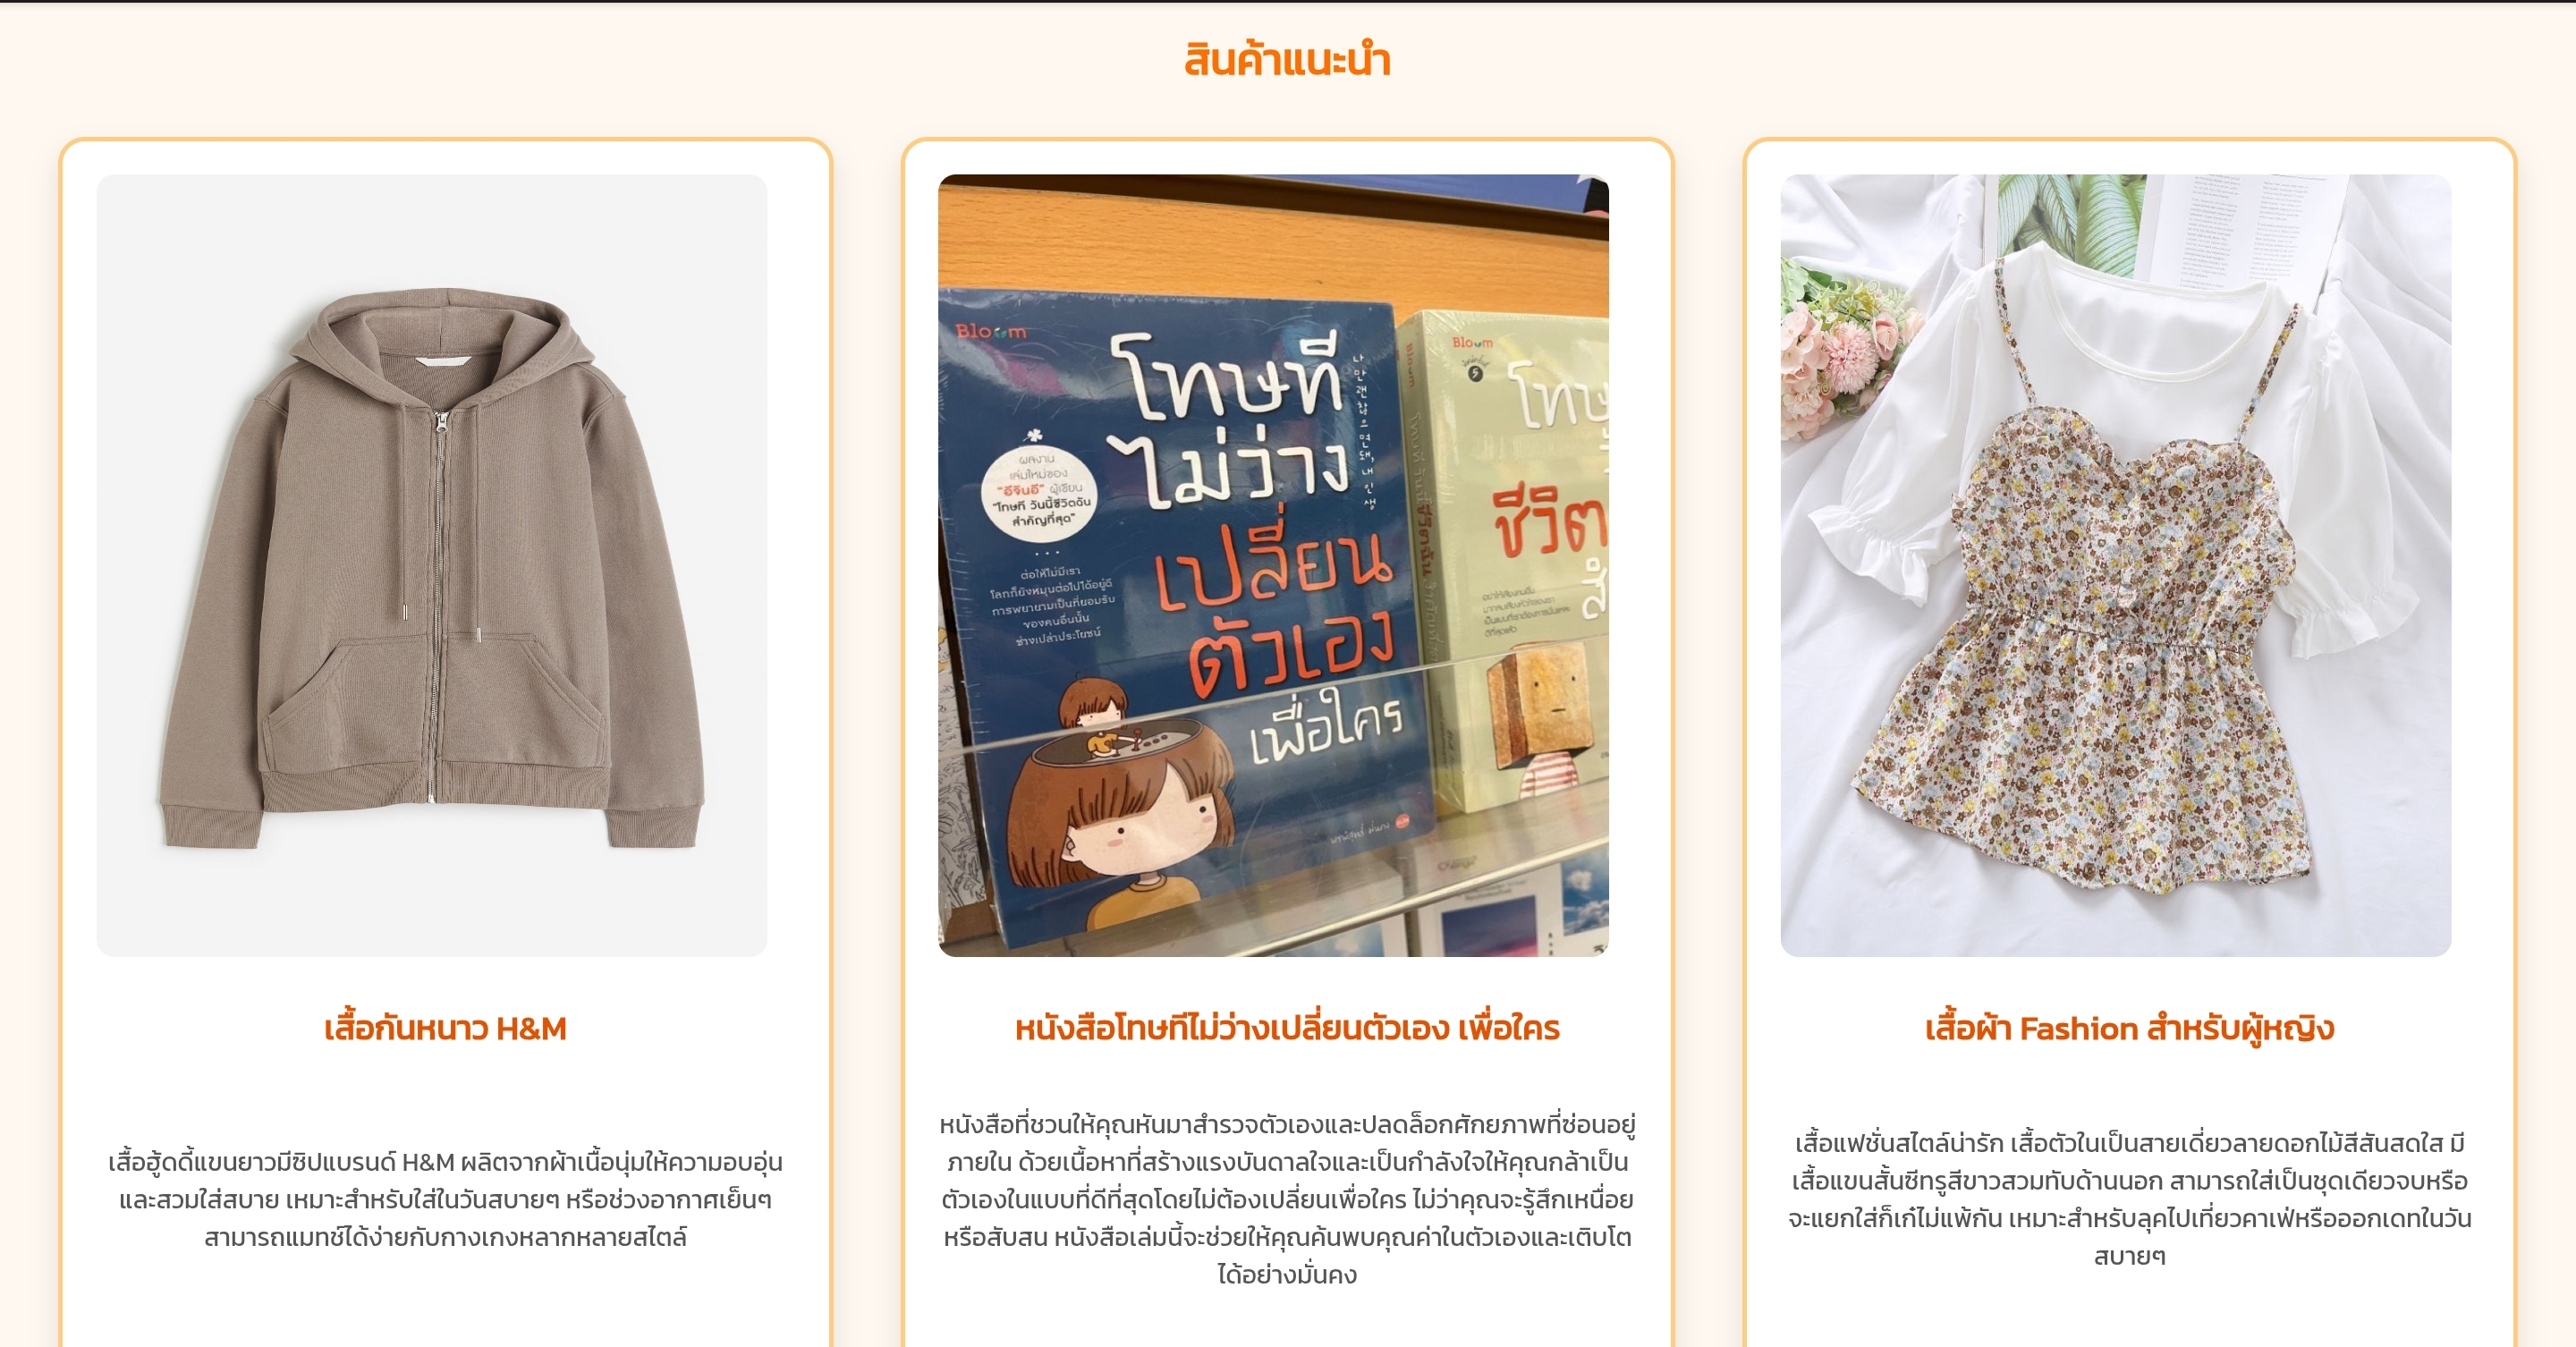 สินค้าแนะนำ
Bloom
โทษที
ไม่ว่าง
เปลี่ยน
ตัวเอง
เพื่อใคร
ผลงาน
เล่มใหม่ของ
"อีจินอี" ผู้เขียน
"โทษที วันนี้ชีวิตฉัน
สำคัญที่สุด"
ต่อให้ไม่มีเรา
โลกก็ยังหมุนต่อไปได้อยู่ดี
การพยายามเป็นที่ยอมรับ
ของคนอื่นนั้น
ช่างเปล่าประโยชน์
Bloom
5
โทษ
ชีวิต
เสื้อกันหนาว H&M
เสื้อฮู้ดดี้แขนยาวมีซิปแบรนด์ H&M ผลิตจากผ้าเนื้อนุ่มให้ความอบอุ่น
และสวมใส่สบาย เหมาะสำหรับใส่ในวันสบายๆ หรือช่วงอากาศเย็นๆ
สามารถแมทช์ได้ง่ายกับกางเกงหลากหลายสไตล์
หนังสือโทษทีไม่ว่างเปลี่ยนตัวเอง เพื่อใคร
หนังสือที่ชวนให้คุณหันมาสำรวจตัวเองและปลดล็อกศักยภาพที่ซ่อนอยู่
ภายใน ด้วยเนื้อหาที่สร้างแรงบันดาลใจและเป็นกำลังใจให้คุณกล้าเป็น
ตัวเองในแบบที่ดีที่สุดโดยไม่ต้องเปลี่ยนเพื่อใคร ไม่ว่าคุณจะรู้สึกเหนื่อย
หรือสับสน หนังสือเล่มนี้จะช่วยให้คุณค้นพบคุณค่าในตัวเองและเติบโต
ได้อย่างมั่นคง
เสื้อผ้า Fashion สำหรับผู้หญิง
เสื้อแฟชั่นสไตล์น่ารัก เสื้อตัวในเป็นสายเดี่ยวลายดอกไม้สีสันสดใส มี
เสื้อแขนสั้นซีทรูสีขาวสวมทับด้านนอก สามารถใส่เป็นชุดเดียวจบหรือ
จะแยกใส่ก็เก๋ไม่แพ้กัน เหมาะสำหรับลุคไปเที่ยวคาเฟ่หรือออกเดทในวัน
สบายๆ